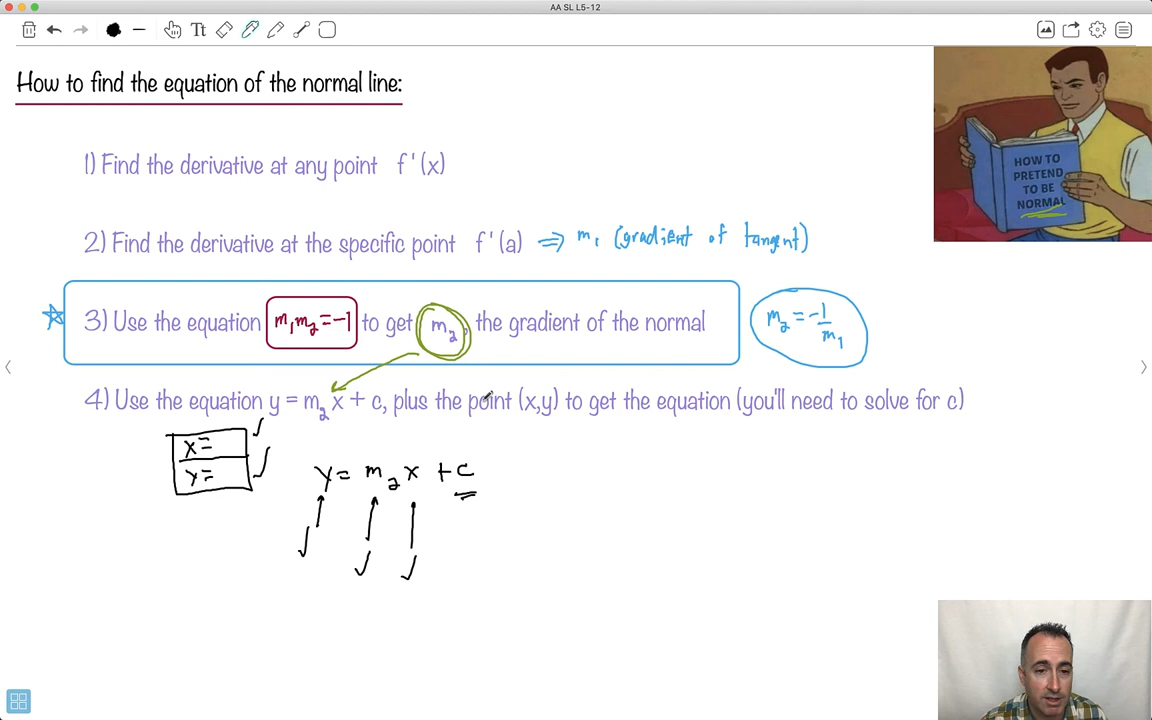 AA SL L5-12
Tt
How to find the equation of the normal line:
HOW TO
PRETEND
TO BE
NORMAL
1) Find the derivative at any point f'(x)
2) Find the derivative at the specific point f'(a) ⇒ m₁ (gradient of tangent)
3) Use the equation m₁m₂=-1 to get m₂, the gradient of the normal
m₂ = -1/m₁
4) Use the equation y = m₂x + c, plus the point (x,y) to get the equation (you'll need to solve for c)
x=
y=
y= m₂x + c